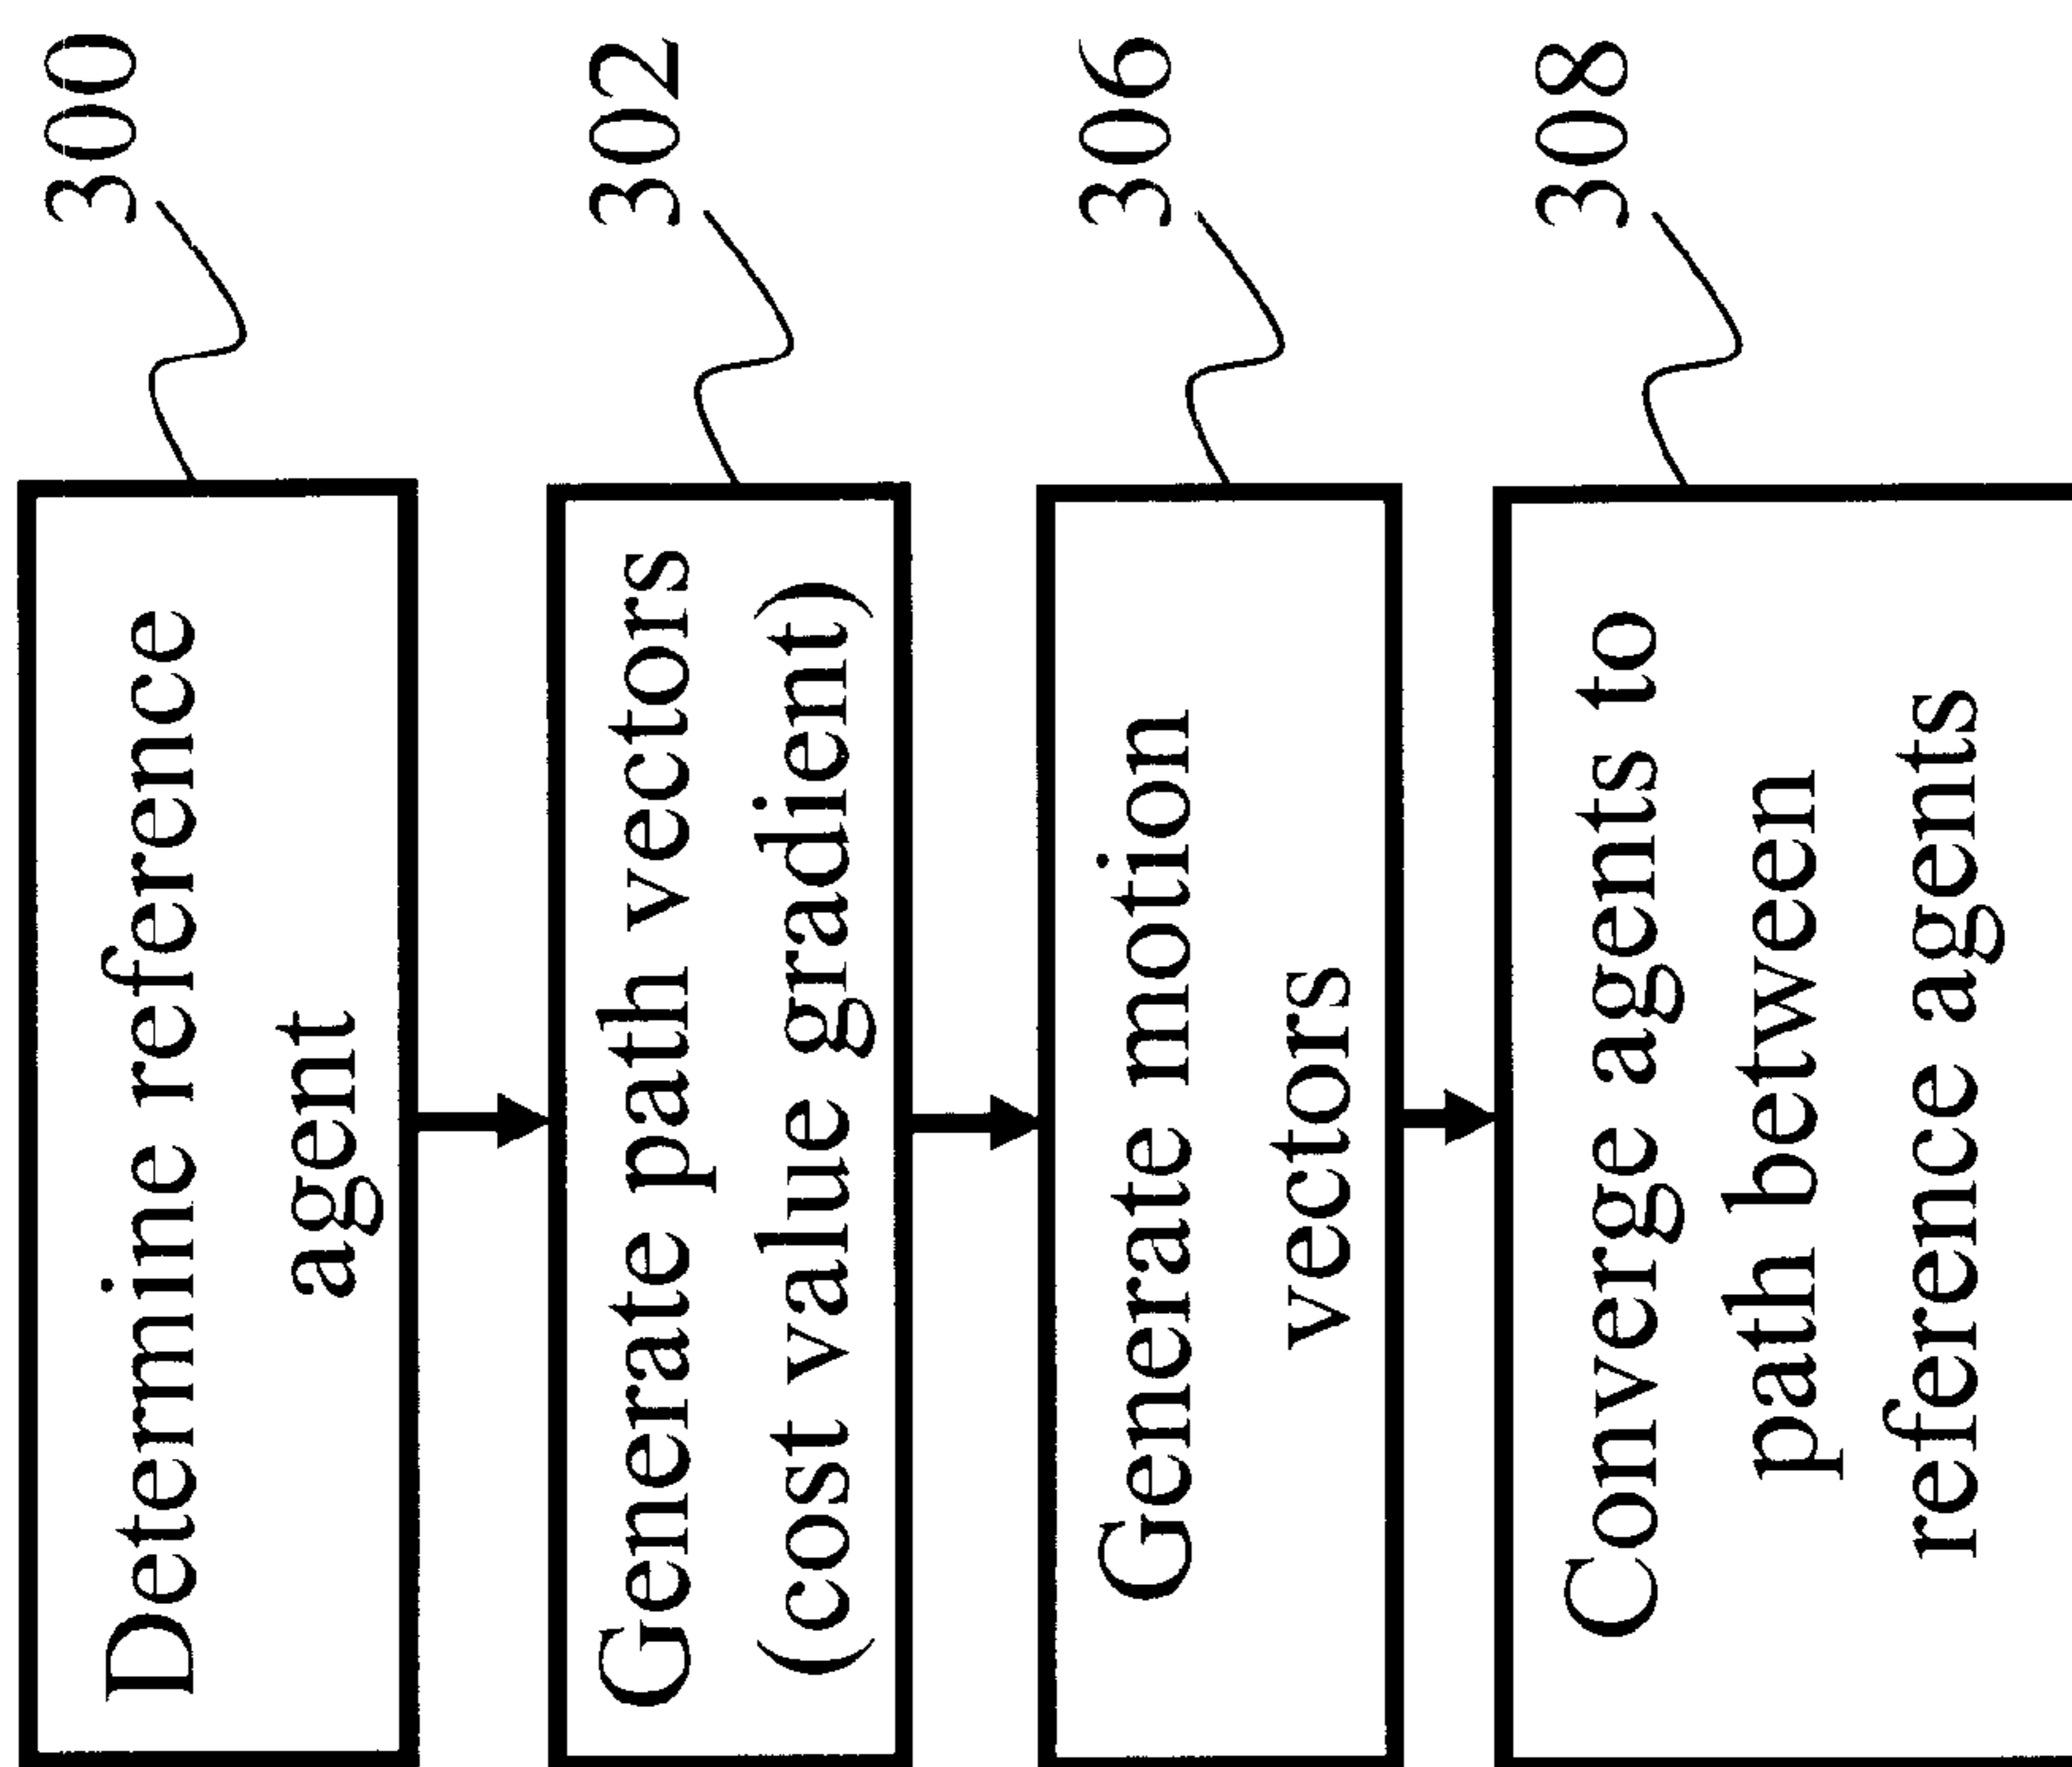 Determine reference
agent
300
Generate path vectors
(cost value gradient)
302
Generate motion
vectors
306
Converge agents to
path between
reference agents
308